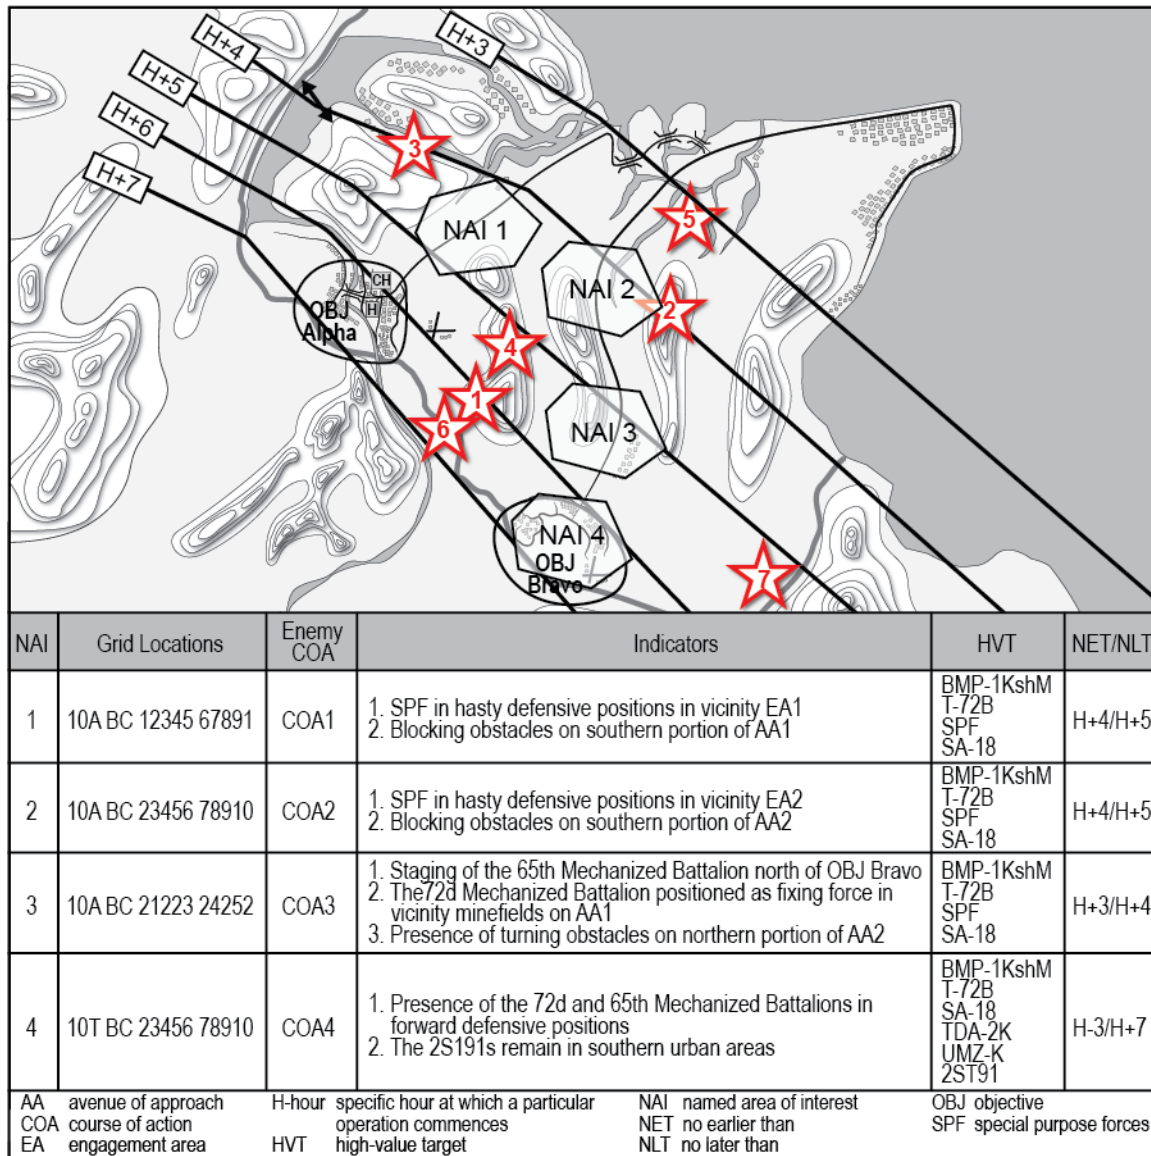 H+3
H+4
H+5
H+6
H+7
3
NAI 1
5
NAI 2
2
CH
H
OBJ
Alpha
4
1
6
NAI 3
NAI 4
OBJ
Bravo
7
NAI Grid Locations Enemy COA Indicators HVT NET/NLT
1 10A BC 12345 67891 COA1
1. SPF in hasty defensive positions in vicinity EA1
2. Blocking obstacles on southern portion of AA1
BMP-1KshM
T-72B
SPF
SA-18
H+4/H+5
2 10A BC 23456 78910 COA2
1. SPF in hasty defensive positions in vicinity EA2
2. Blocking obstacles on southern portion of AA2
BMP-1KshM
T-72B
SPF
SA-18
H+4/H+5
3 10A BC 21223 24252 COA3
1. Staging of the 65th Mechanized Battalion north of OBJ Bravo
2. The72d Mechanized Battalion positioned as fixing force in
vicinity minefields on AA1
3. Presence of turning obstacles on northern portion of AA2
BMP-1KshM
T-72B
SPF
SA-18
H+3/H+4
4 10T BC 23456 78910 COA4
1. Presence of the 72d and 65th Mechanized Battalions in
forward defensive positions
2. The 2S191s remain in southern urban areas
BMP-1KshM
T-72B
SA-18
TDA-2K
UMZ-K
2ST91
H-3/H+7
AA avenue of approach
COA course of action
EA engagement area
H-hour specific hour at which a particular
operation commences
HVT high-value target
NAI named area of interest
NET no earlier than
NLT no later than
OBJ objective
SPF special purpose forces